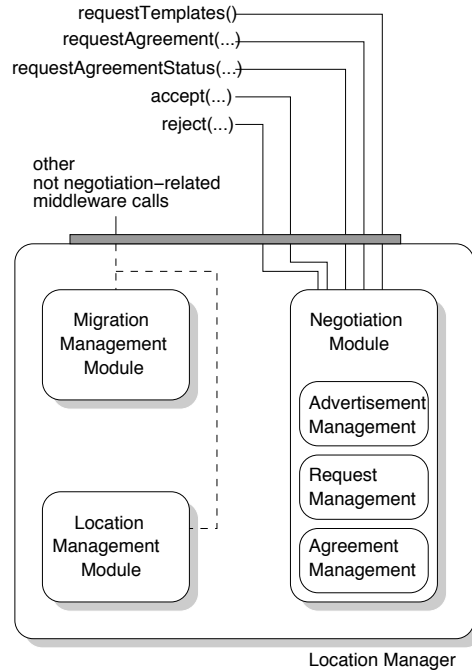 requestTemplates()
requestAgreement(...)
requestAgreementStatus(...)
accept(...)
reject(...)
other
not negotiation−related
middleware calls
Migration
Management
Module
Negotiation
Module
Advertisement
Management
Request
Management
Location
Management
Module
Agreement
Management
Location Manager